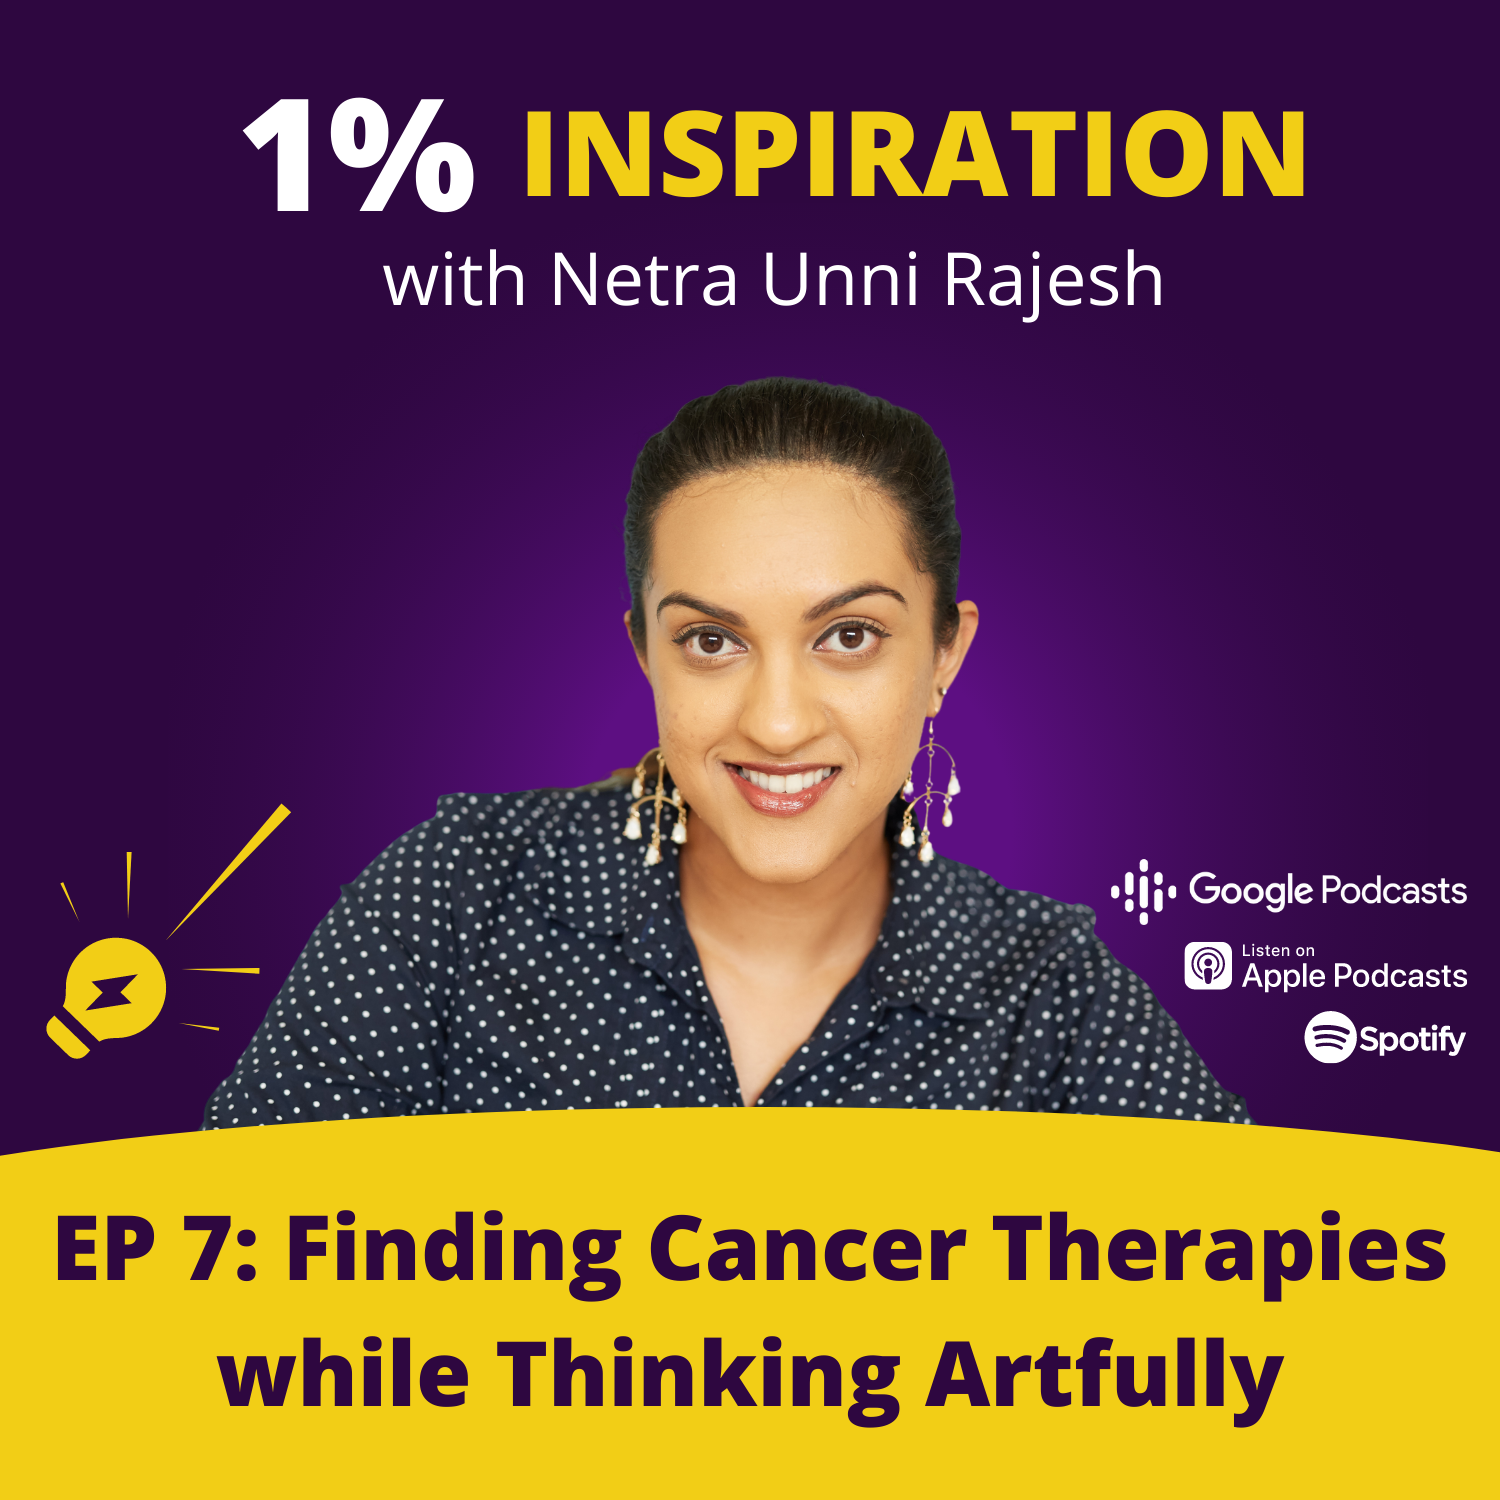 1% INSPIRATION
with Netra Unni Rajesh
Google Podcasts
Listen on
Apple Podcasts
Spotify
EP 7: Finding Cancer Therapies
while Thinking Artfully